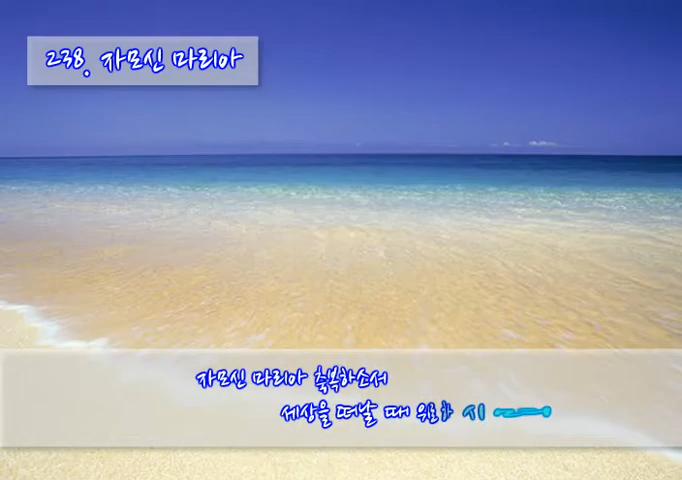 238. 자모신 마리아
자모신 마리아 축복하소서
세상을 떠날 때 위로하 시